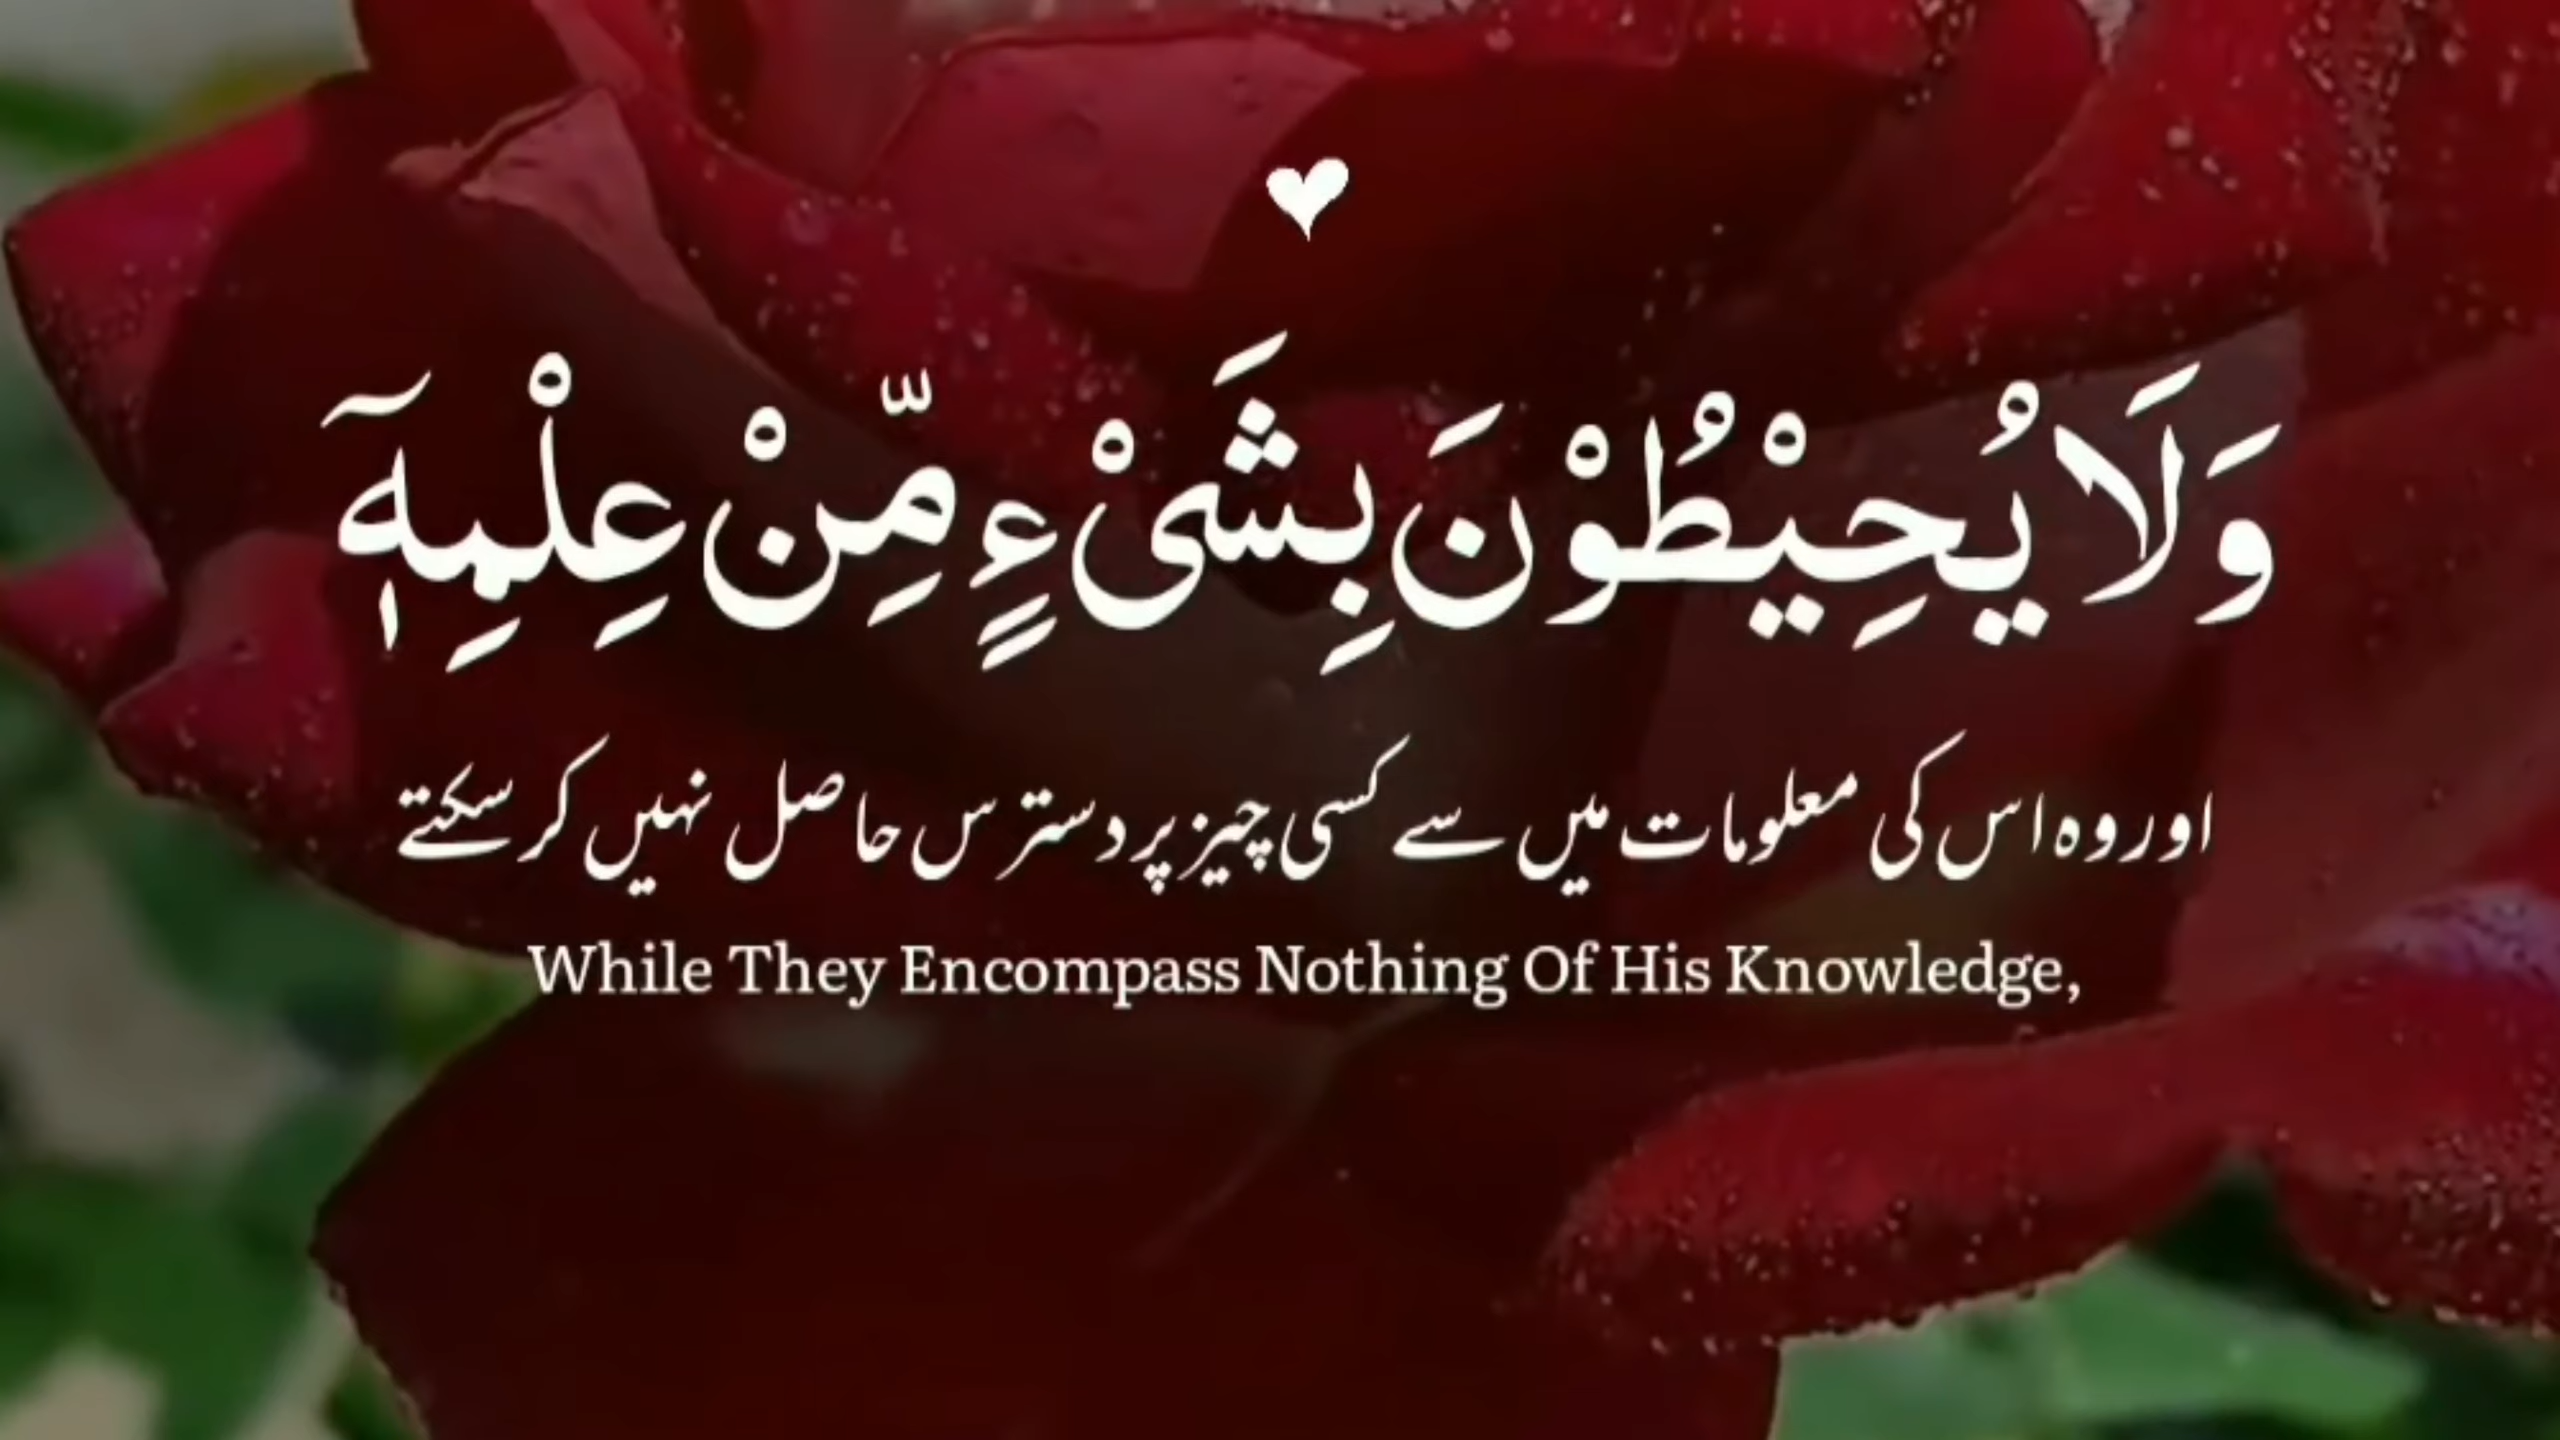 وَلَا يُحِيْطُوْنَ بِشَىْءٍ مِّنْ عِلْمِهٖۤ
اور وہ اس کی معلومات میں سے کسی چیز پر دسترس حاصل نہیں کر سکتے
While They Encompass Nothing Of His Knowledge,